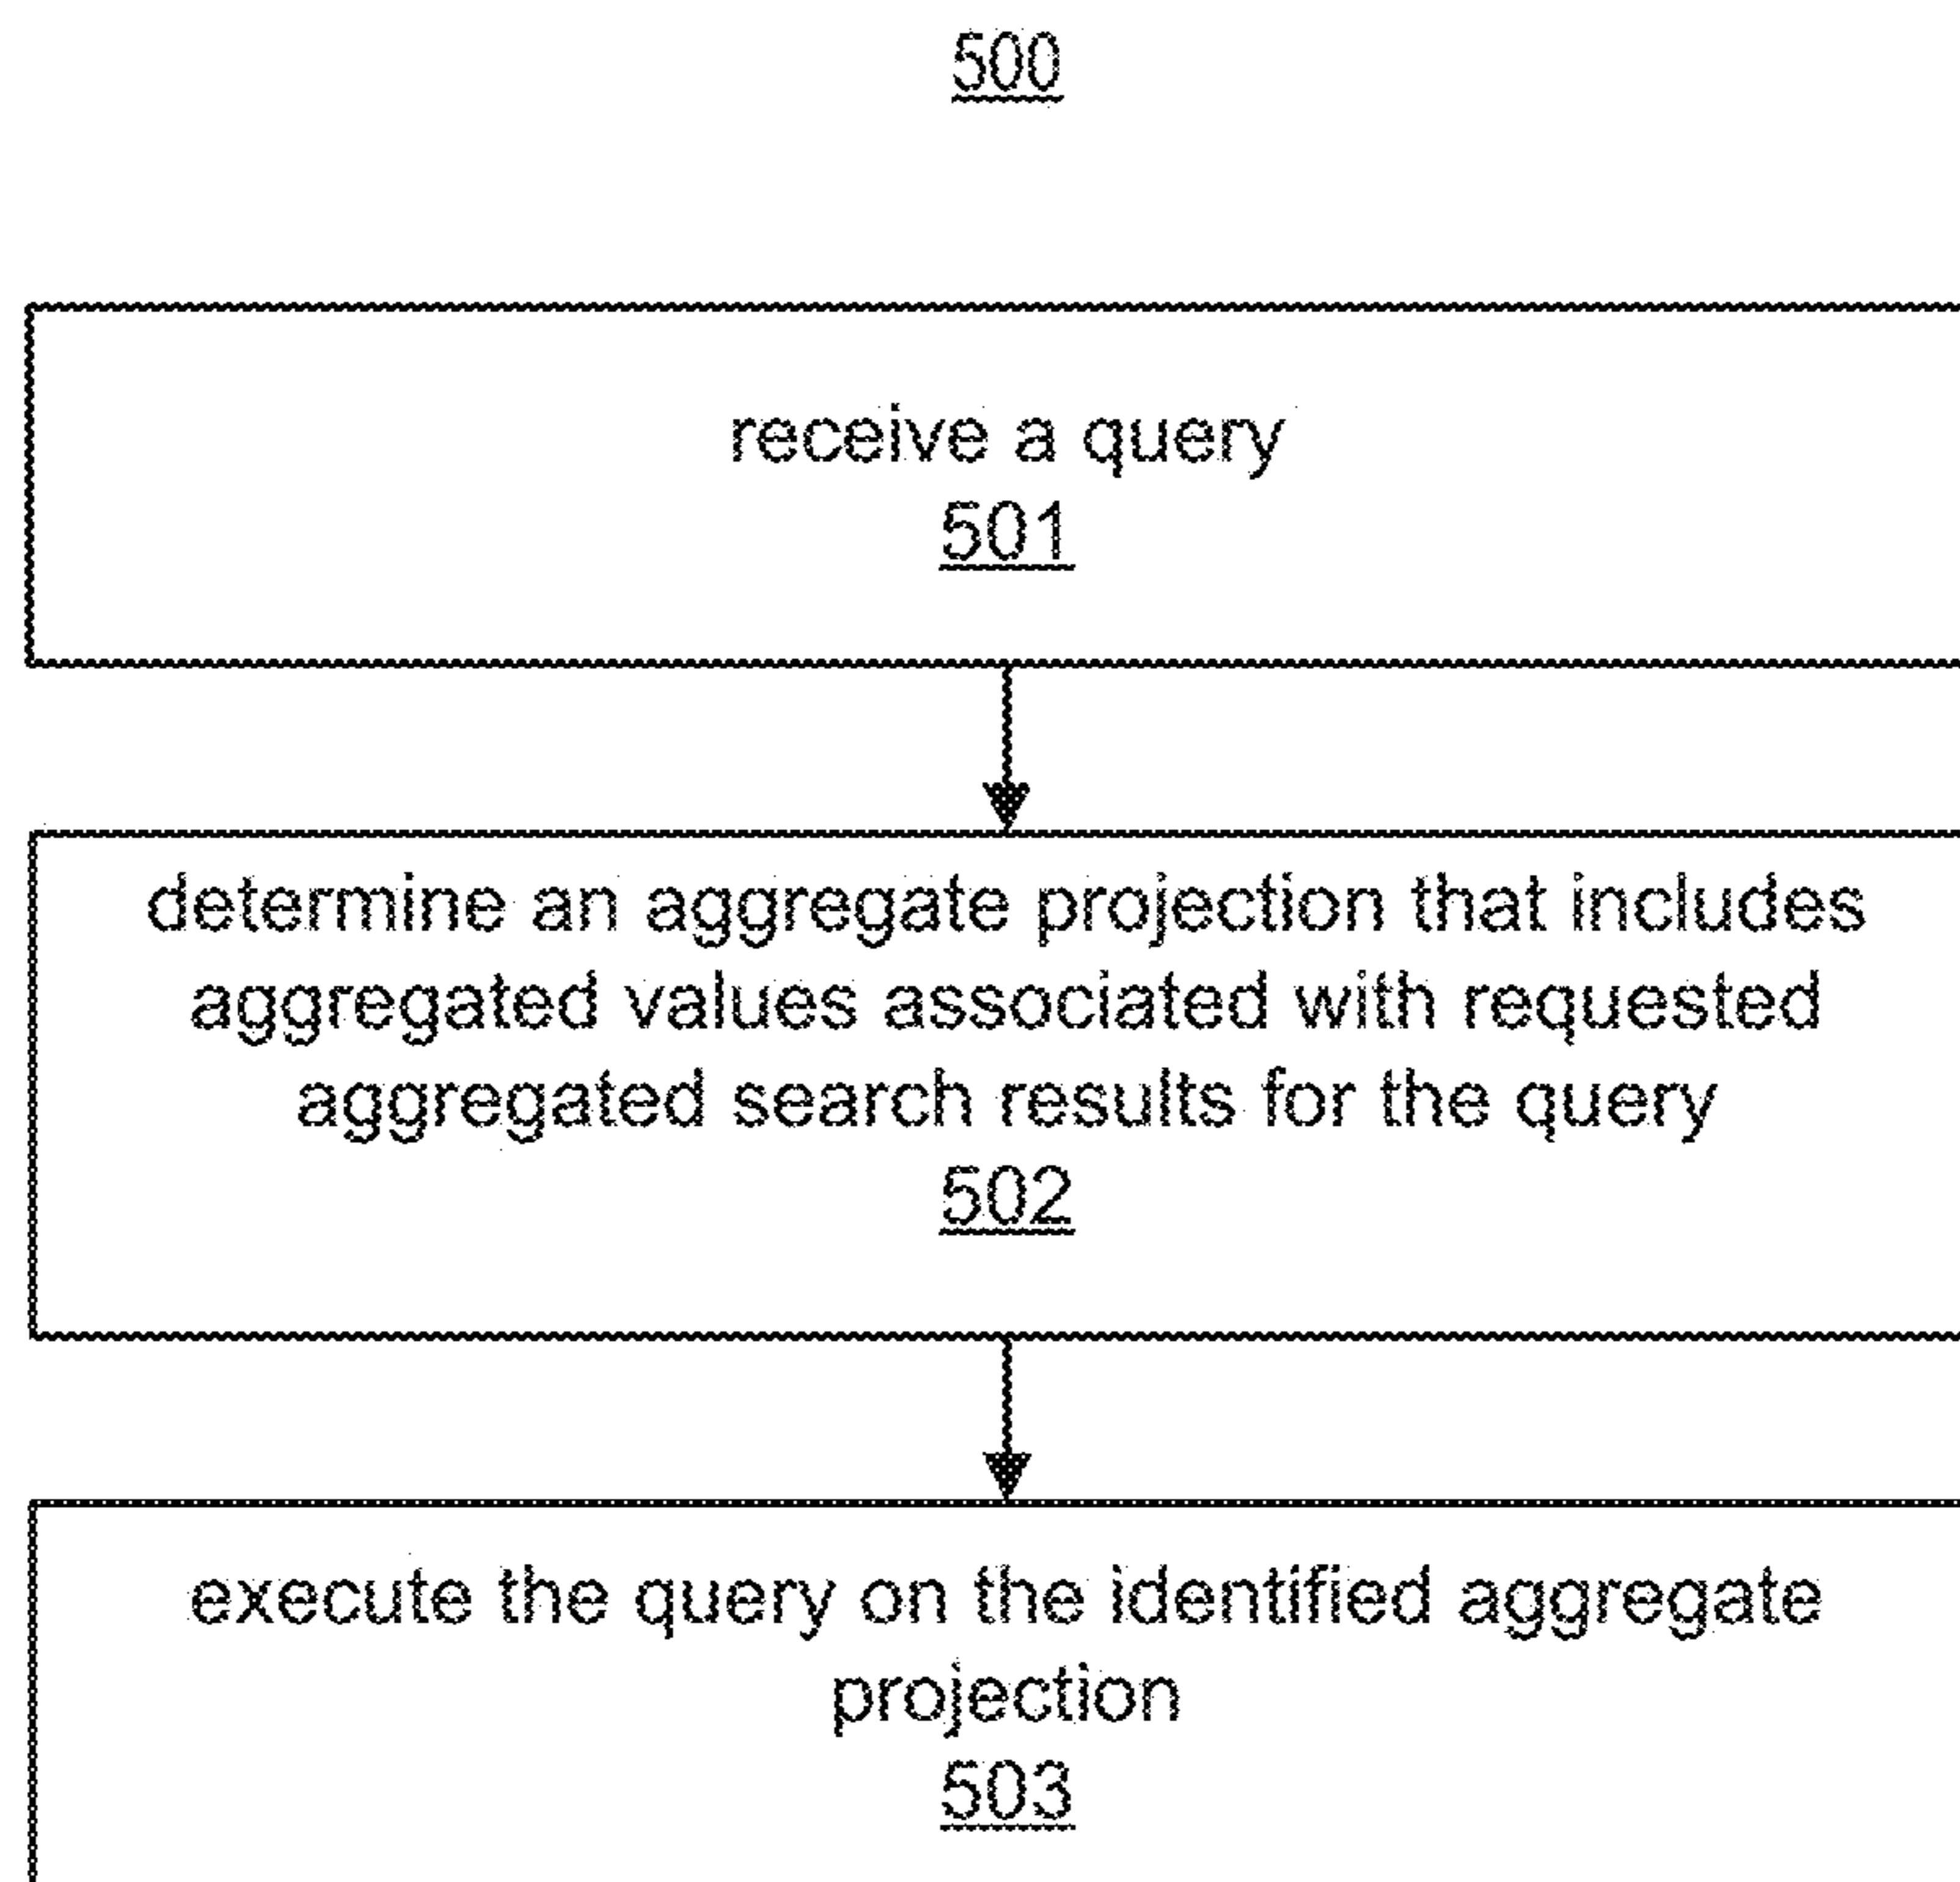 500
receive a query
501
determine an aggregate projection that includes
aggregated values associated with requested
aggregated search results for the query
502
execute the query on the identified aggregate
projection
503